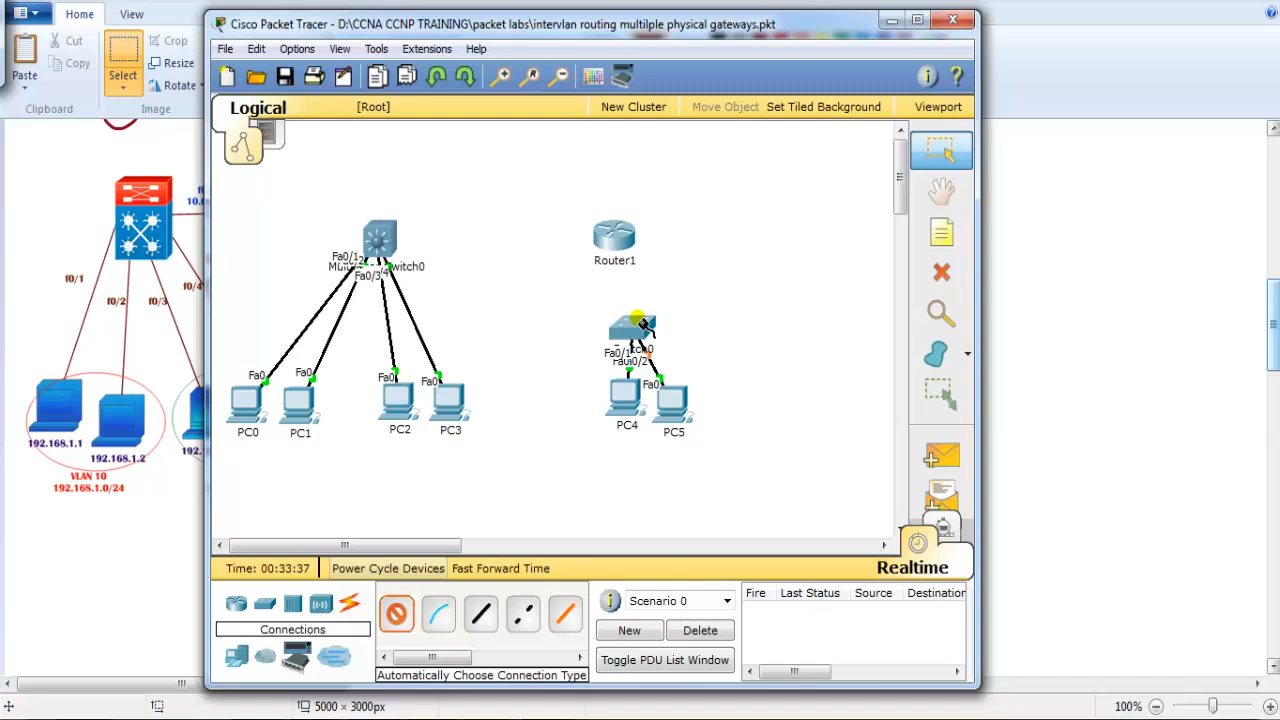 Home
View
Cut
Copy
Paste
Clipboard
Select
Crop
Resize
Rotate
Image
Cisco Packet Tracer - D:\CCNA CCNP TRAINING\packet labs\intervlan routing multilple physical gateways.pkt
File Edit Options View Tools Extensions Help
Logical [Root] New Cluster Move Object Set Tiled Background Viewport
f0/1
f0/2
f0/3
f0/4
192.168.1.1
192.168.1.2
VLAN 10
192.168.1.0/24
Router1
Fa0/1
Fa0/3
Fa0
Fa0
Fa0
Fa0
PC0
PC1
PC2
PC3
Fa0/1
Fa0
PC4
PC5
Time: 00:33:37 Power Cycle Devices Fast Forward Time
Realtime
Connections
Automatically Choose Connection Type
Scenario 0
New Delete
Toggle PDU List Window
Fire Last Status Source Destination
5000 × 3000px
100%